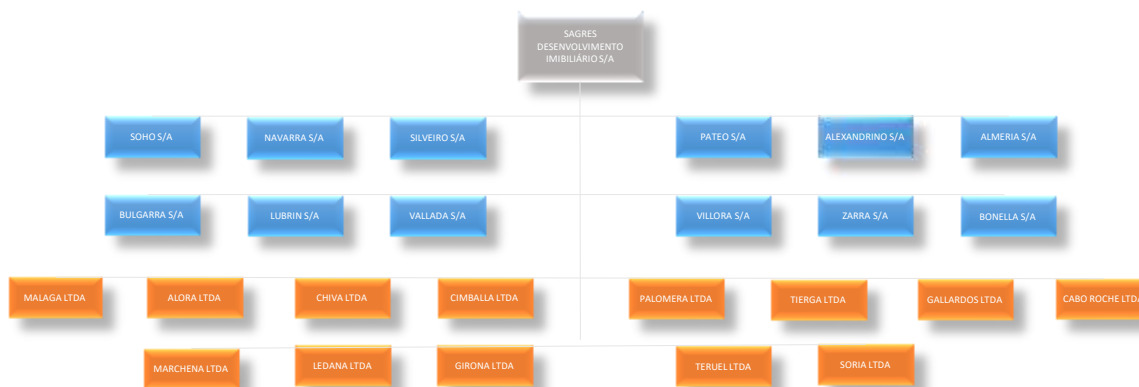 SAGRES
DESENVOLVIMENTO
IMIBILIÁRIO S/A
SOHO S/A
NAVARRA S/A
SILVEIRO S/A
PATEO S/A
ALEXANDRINO S/A
ALMERIA S/A
BULGARRA S/A
LUBRIN S/A
VALLADA S/A
VILLORA S/A
ZARRA S/A
BONELLA S/A
MALAGA LTDA
ALORA LTDA
CHIVA LTDA
CIMBALLA LTDA
PALOMERA LTDA
TIERGA LTDA
GALLARDOS LTDA
CABO ROCHE LTDA
MARCHENA LTDA
LEDANA LTDA
GIRONA LTDA
TERUEL LTDA
SORIA LTDA